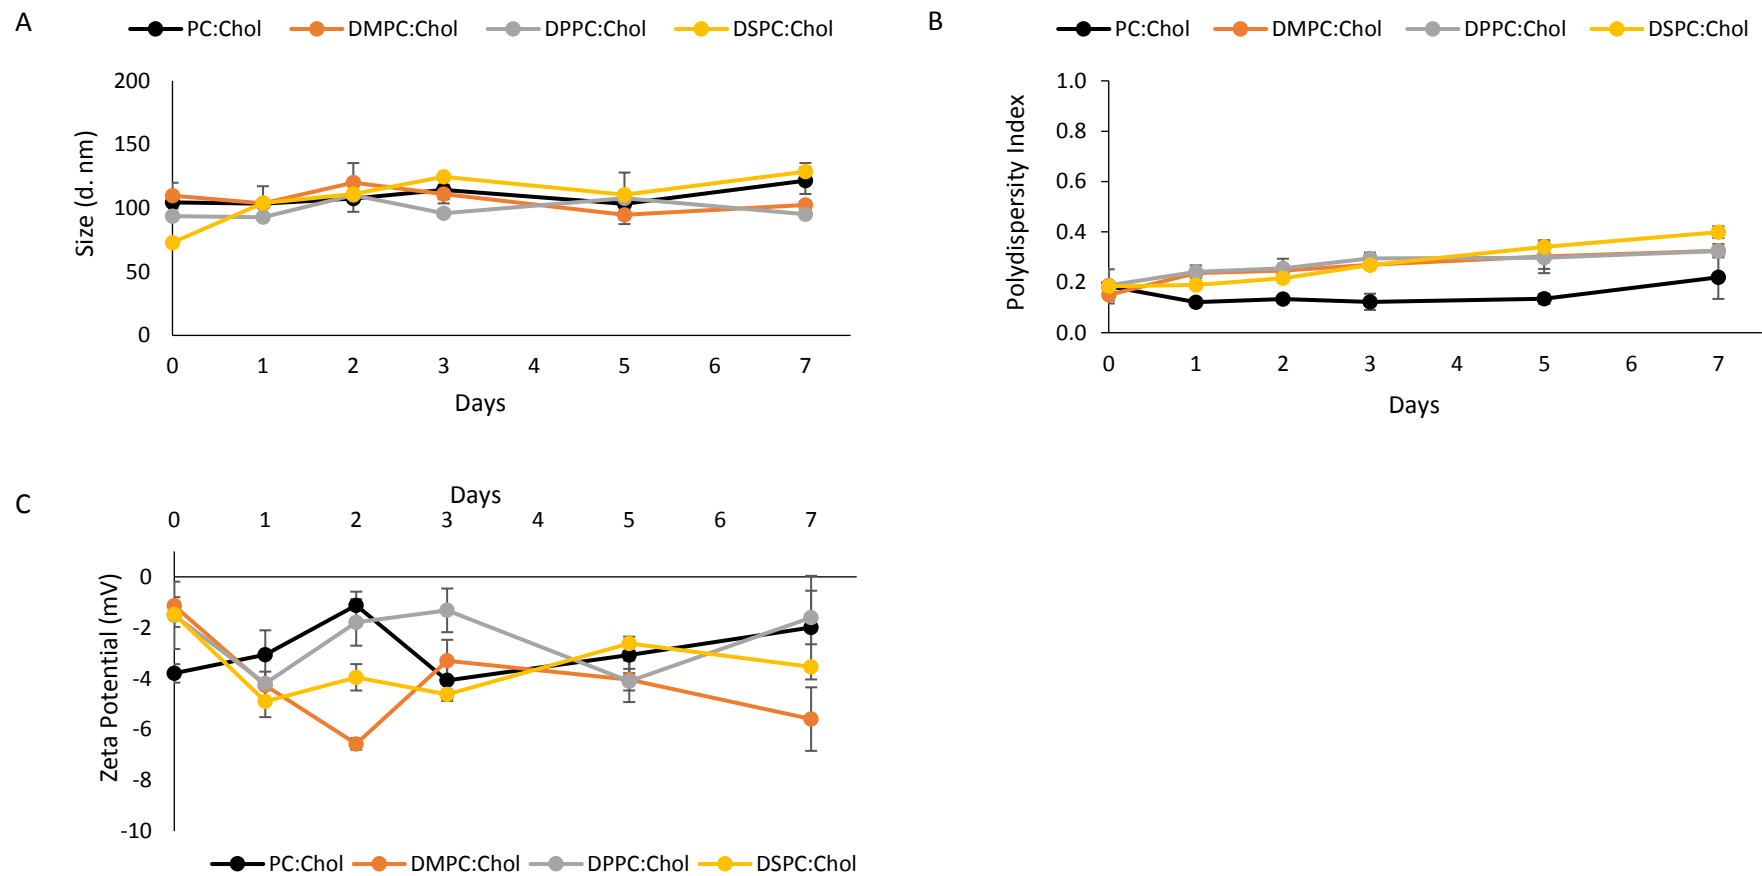 A
PC:Chol DMPC:Chol DPPC:Chol DSPC:Chol
200
150
100
50
0
Size (d. nm)
0 1 2 3 4 5 6 7
Days
B
PC:Chol DMPC:Chol DPPC:Chol DSPC:Chol
1.0
0.8
0.6
0.4
0.2
0.0
Polydispersity Index
0 1 2 3 4 5 6 7
Days
C
Days
0 1 2 3 4 5 6 7
0
-2
-4
-6
-8
-10
Zeta Potential (mV)
PC:Chol DMPC:Chol DPPC:Chol DSPC:Chol